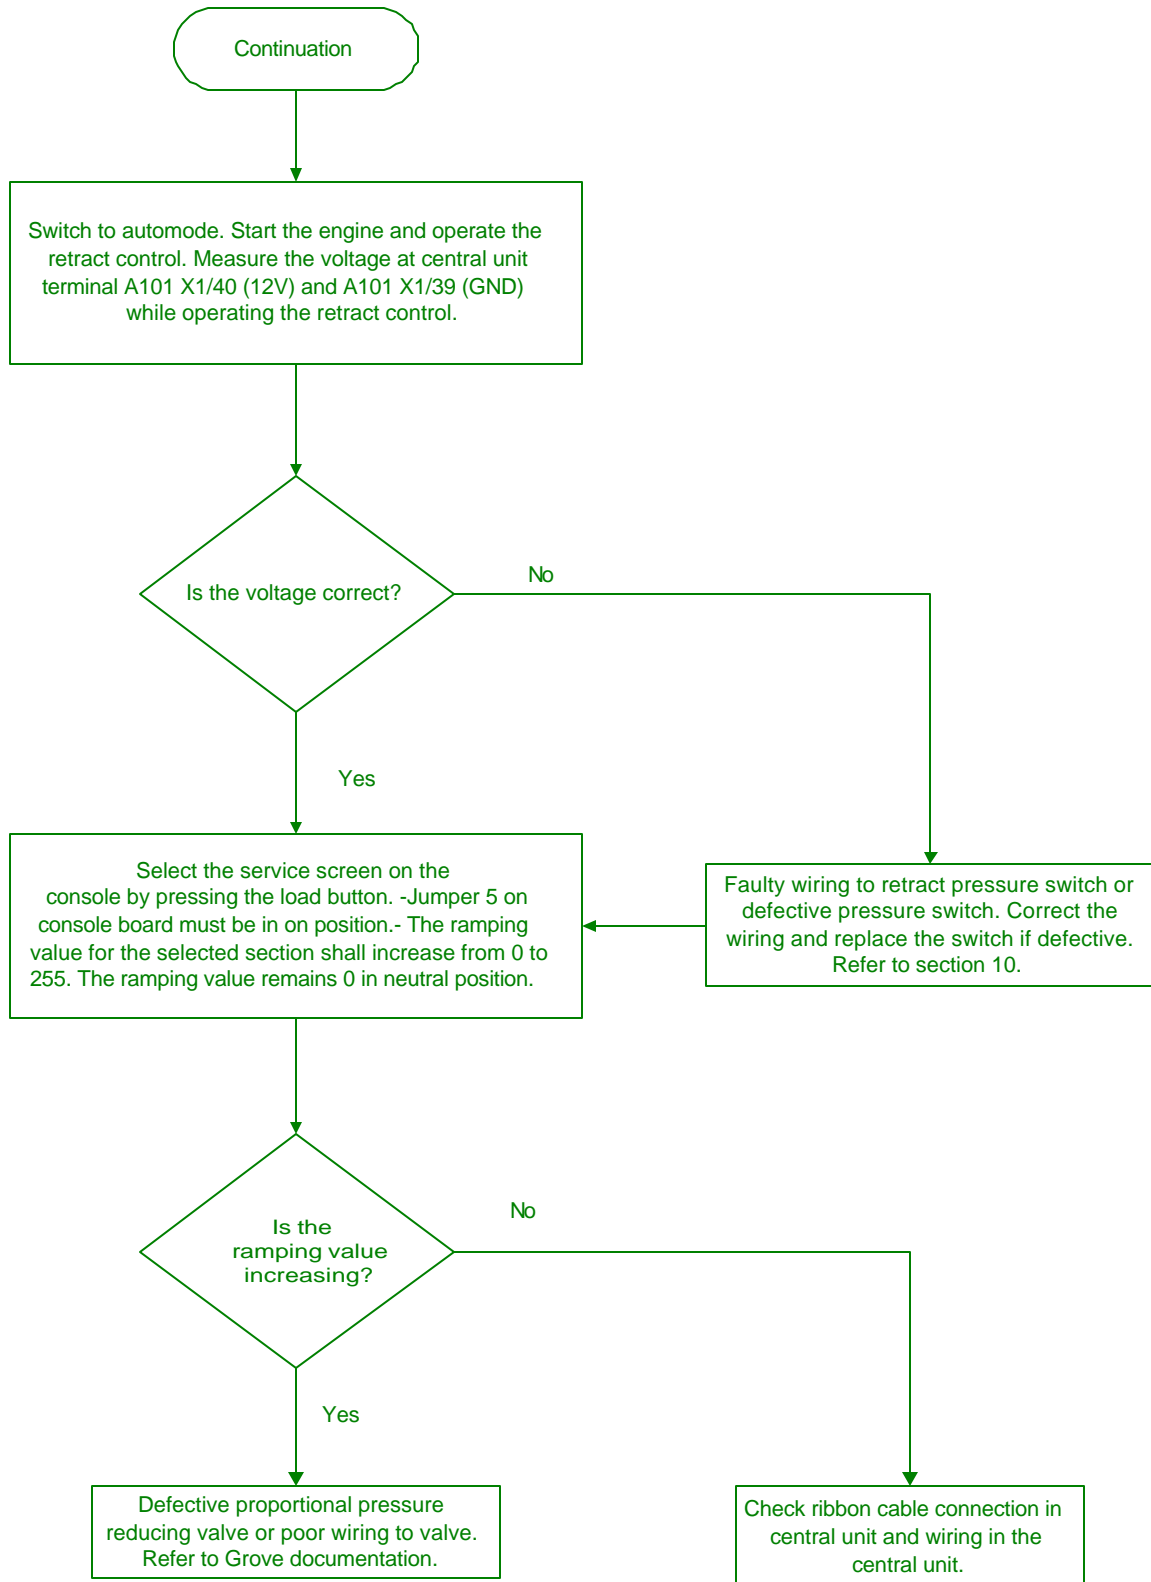 Continuation
Switch to automode. Start the engine and operate the
retract control. Measure the voltage at central unit
terminal A101 X1/40 (12V) and A101 X1/39 (GND)
while operating the retract control.
Is the voltage correct?
No
Yes
Select the service screen on the
console by pressing the load button. -Jumper 5 on
console board must be in on position.- The ramping
value for the selected section shall increase from 0 to
255. The ramping value remains 0 in neutral position.
Faulty wiring to retract pressure switch or
defective pressure switch. Correct the
wiring and replace the switch if defective.
Refer to section 10.
Is the
ramping value
increasing?
No
Yes
Defective proportional pressure
reducing valve or poor wiring to valve.
Refer to Grove documentation.
Check ribbon cable connection in
central unit and wiring in the
central unit.